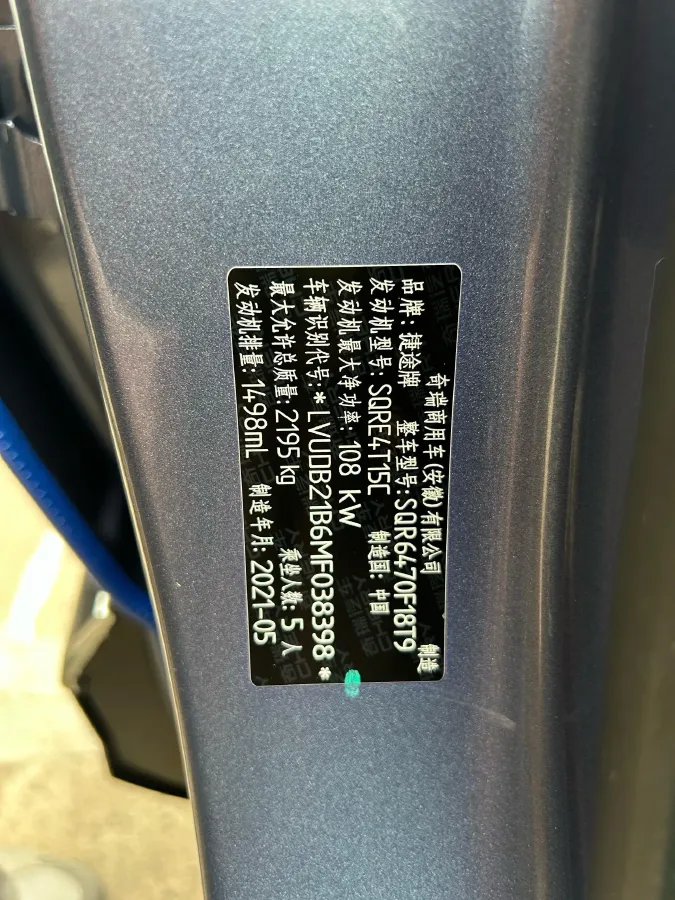 奇瑞商用车(安徽)有限公司 制造
品牌:捷途牌 整车型号:SQR6470F18T9
发动机型号:SQRE4T15C 制造国:中国
发动机最大净功率:108 kW
车辆识别代号:*LVUDB21B6MF038398*
最大允许总质量:2195 kg 乘坐人数:5 人
发动机排量:1498mL 制造年月:2021-05